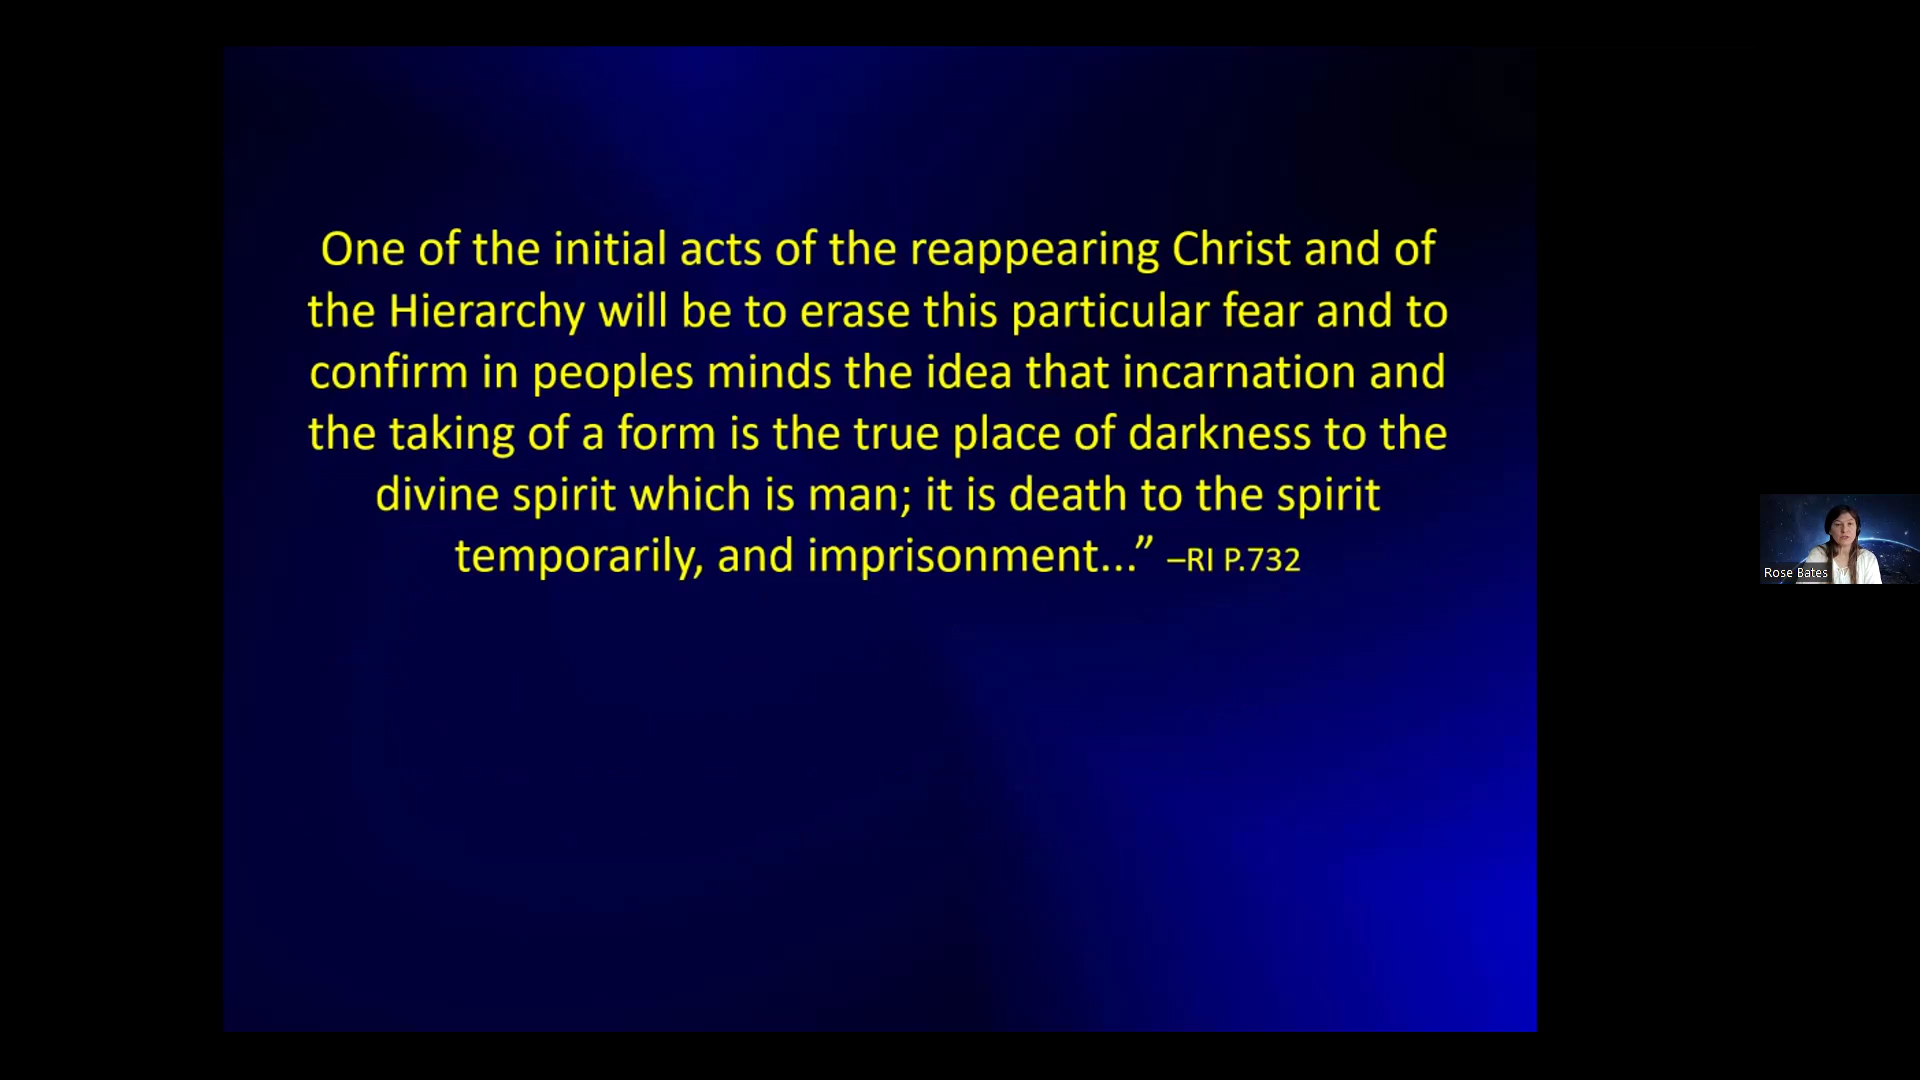 One of the initial acts of the reappearing Christ and of
the Hierarchy will be to erase this particular fear and to
confirm in peoples minds the idea that incarnation and
the taking of a form is the true place of darkness to the
divine spirit which is man; it is death to the spirit
temporarily, and imprisonment...” –RI P.732
Rose Bates